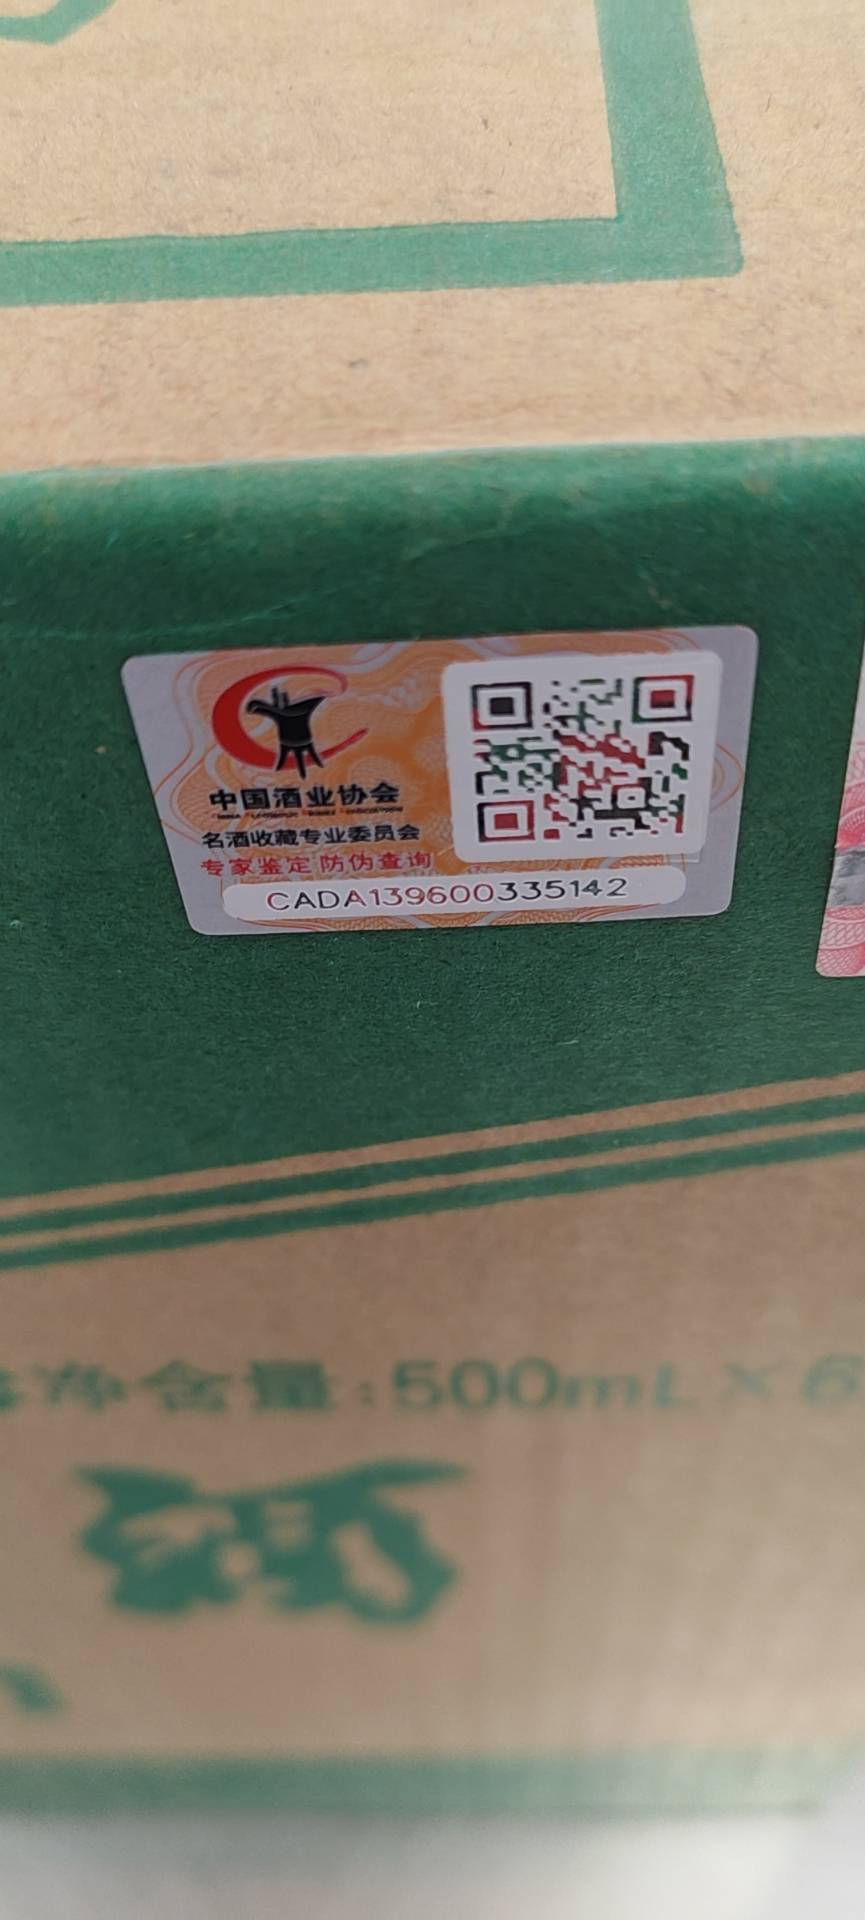 中国酒业协会
名酒收藏专业委员会
专家鉴定 防伪查询
CADA139600335142
净含量:500mL×6